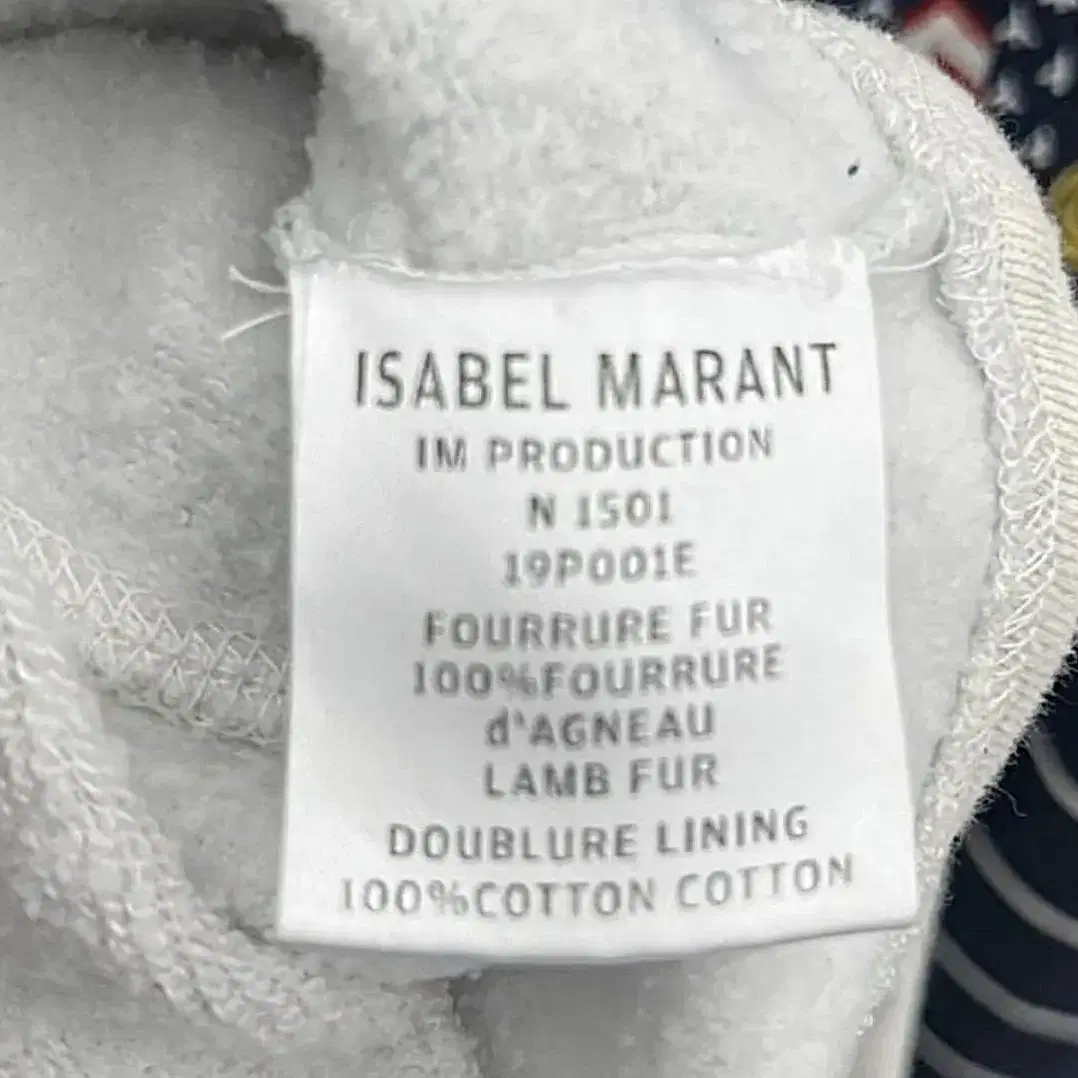 ISABEL MARANT
IM PRODUCTION
N 1501
19P001E
FOURRURE FUR
100%FOURRURE
d'AGNEAU
LAMB FUR
DOUBLURE LINING
100%COTTON COTTON